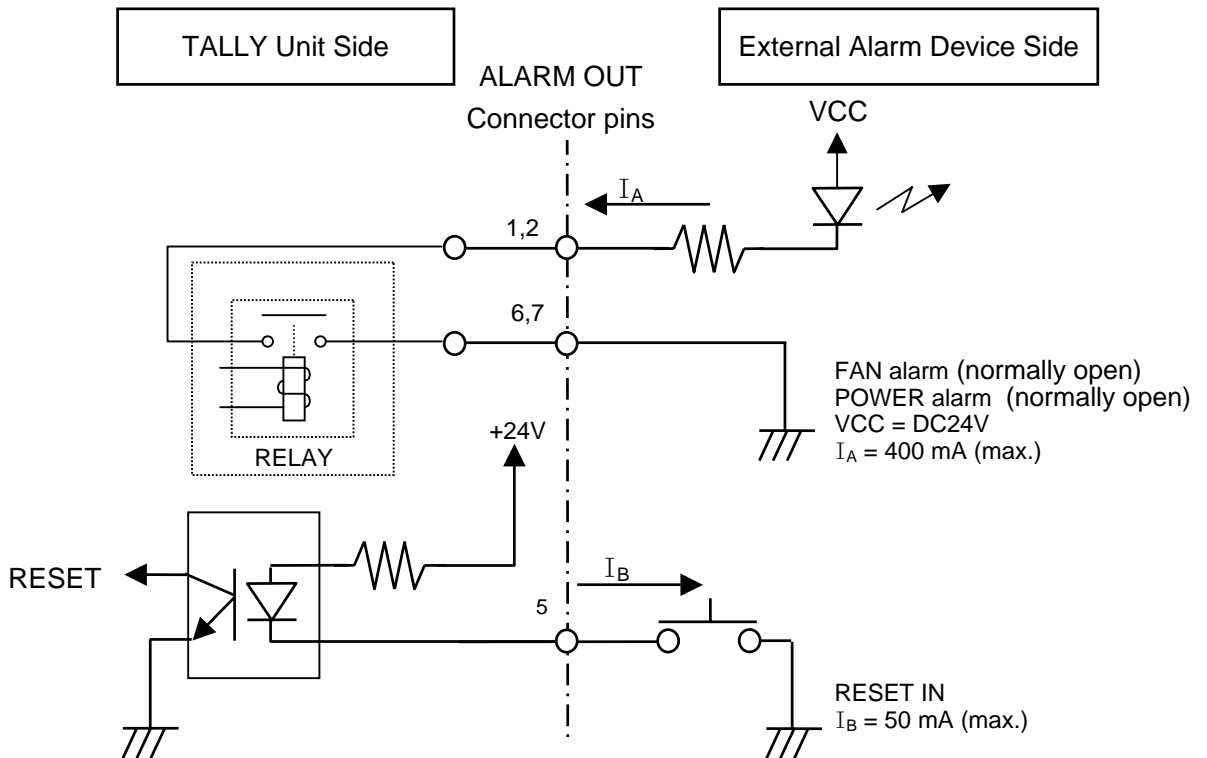 TALLY Unit Side
External Alarm Device Side
ALARM OUT
Connector pins
VCC
IA
1,2
6,7
FAN alarm (normally open)
POWER alarm (normally open)
VCC = DC24V
IA = 400 mA (max.)
+24V
RELAY
RESET
IB
5
RESET IN
IB = 50 mA (max.)